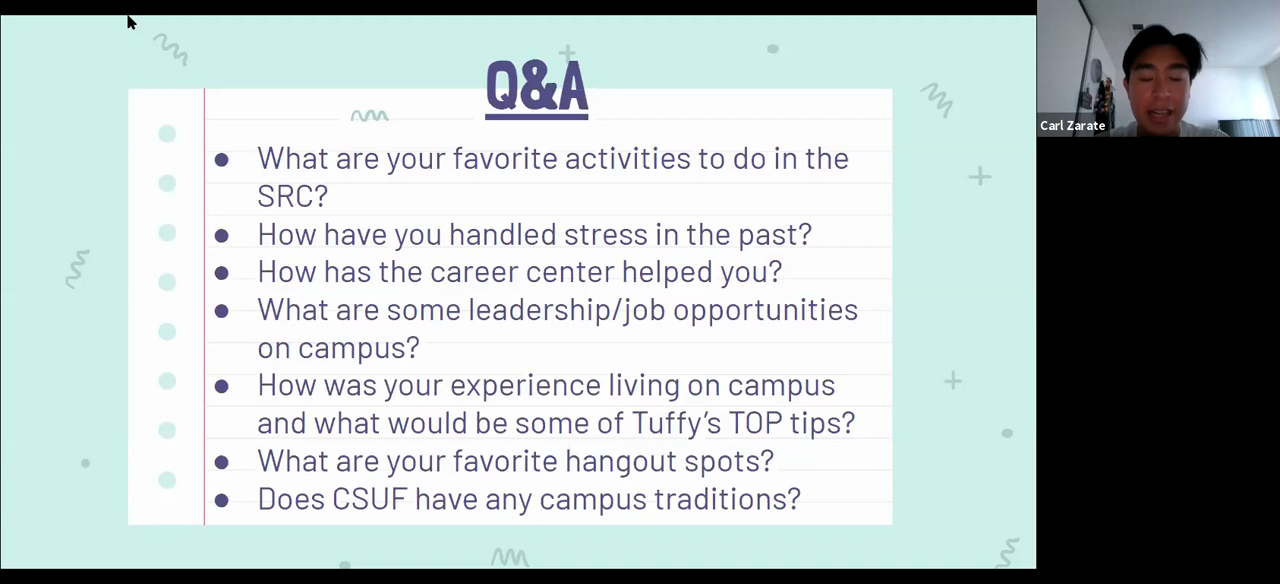 Q&A
● What are your favorite activities to do in the
SRC?
● How have you handled stress in the past?
● How has the career center helped you?
● What are some leadership/job opportunities
on campus?
● How was your experience living on campus
and what would be some of Tuffy's TOP tips?
● What are your favorite hangout spots?
● Does CSUF have any campus traditions?
Carl Zarate